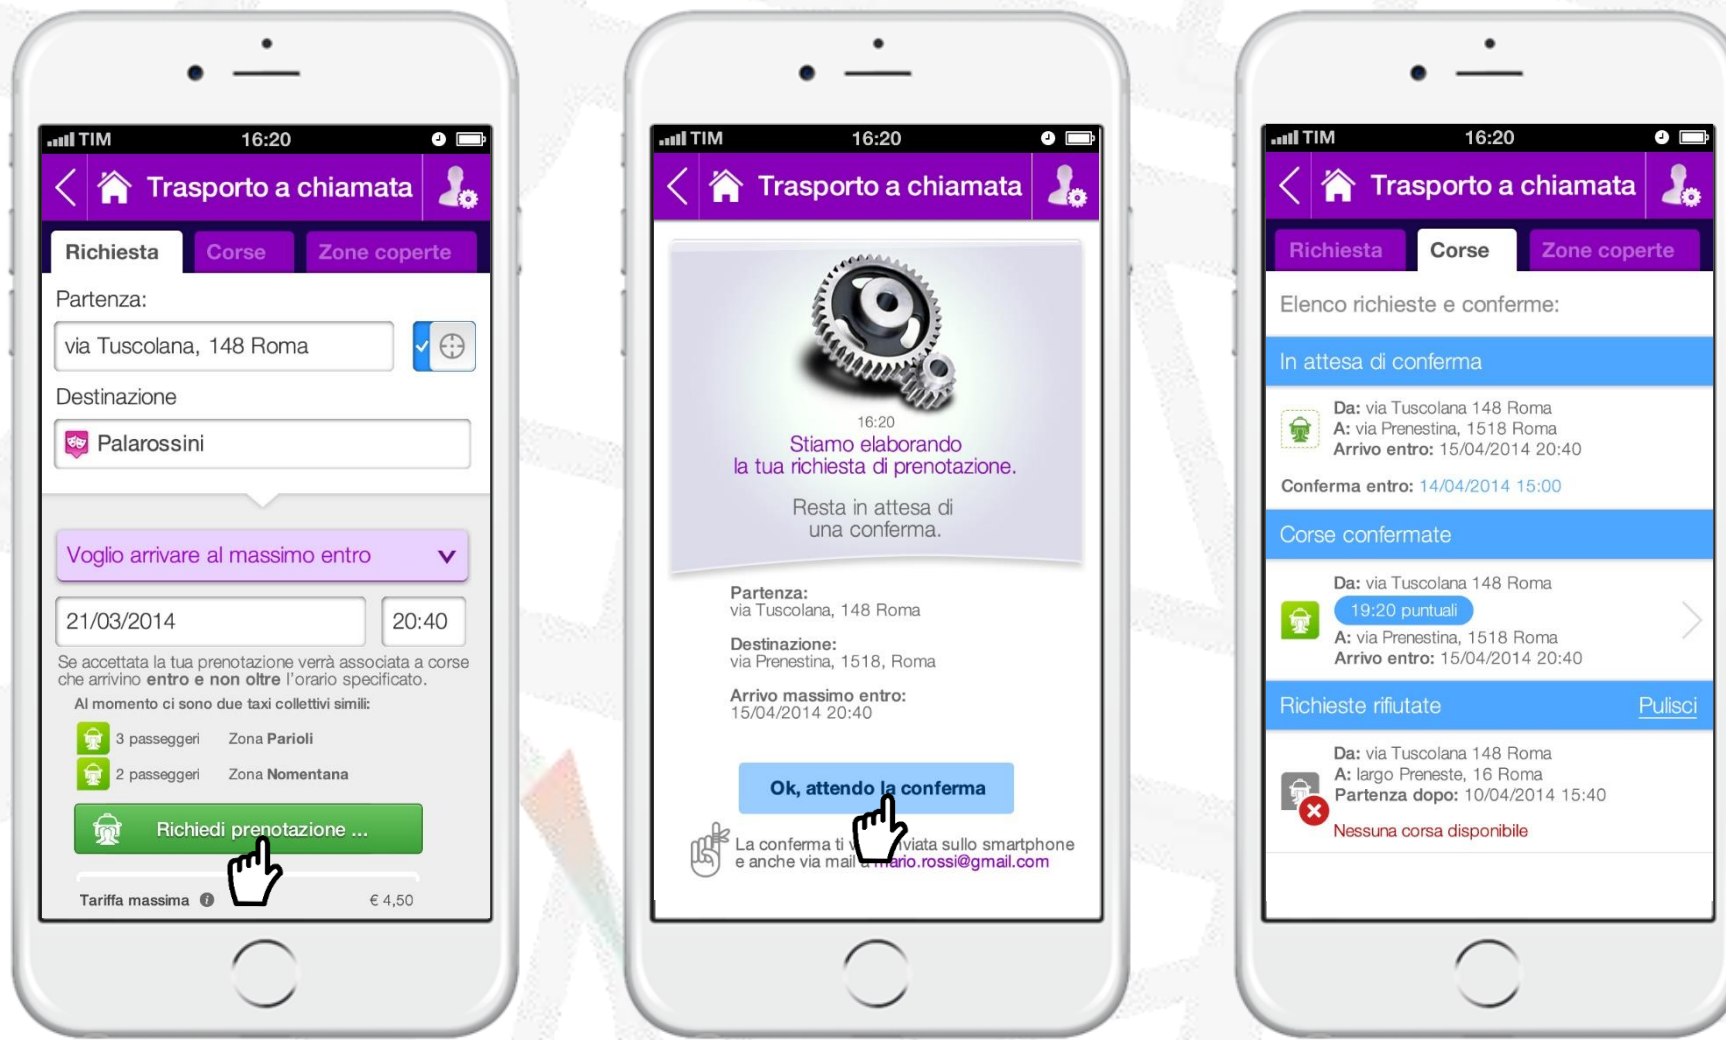 TIM 16:20
Trasporto a chiamata
Richiesta Corse Zone coperte
Partenza:
via Tuscolana, 148 Roma
Destinazione
Palarossini
Voglio arrivare al massimo entro
21/03/2014 20:40
Se accettata la tua prenotazione verrà associata a corse
che arrivino entro e non oltre l'orario specificato.
Al momento ci sono due taxi collettivi simili:
3 passeggeri Zona Parioli
2 passeggeri Zona Nomentana
Richiedi prenotazione ...
Tariffa massima i € 4,50
TIM 16:20
Trasporto a chiamata
16:20
Stiamo elaborando
la tua richiesta di prenotazione.
Resta in attesa di
una conferma.
Partenza:
via Tuscolana, 148 Roma
Destinazione:
via Prenestina, 1518, Roma
Arrivo massimo entro:
15/04/2014 20:40
Ok, attendo la conferma
La conferma ti sullo smartphone
e anche via mail a mario.rossi@gmail.com
TIM 16:20
Trasporto a chiamata
Richiesta Corse Zone coperte
Elenco richieste e conferme:
In attesa di conferma
Da: via Tuscolana 148 Roma
A: via Prenestina, 1518 Roma
Arrivo entro: 15/04/2014 20:40
Conferma entro: 14/04/2014 15:00
Corse confermate
Da: via Tuscolana 148 Roma
19:20 puntuali
A: via Prenestina, 1518 Roma
Arrivo entro: 15/04/2014 20:40
Richieste rifiutate Pulisci
Da: via Tuscolana 148 Roma
A: largo Preneste, 16 Roma
Partenza dopo: 10/04/2014 15:40
Nessuna corsa disponibile